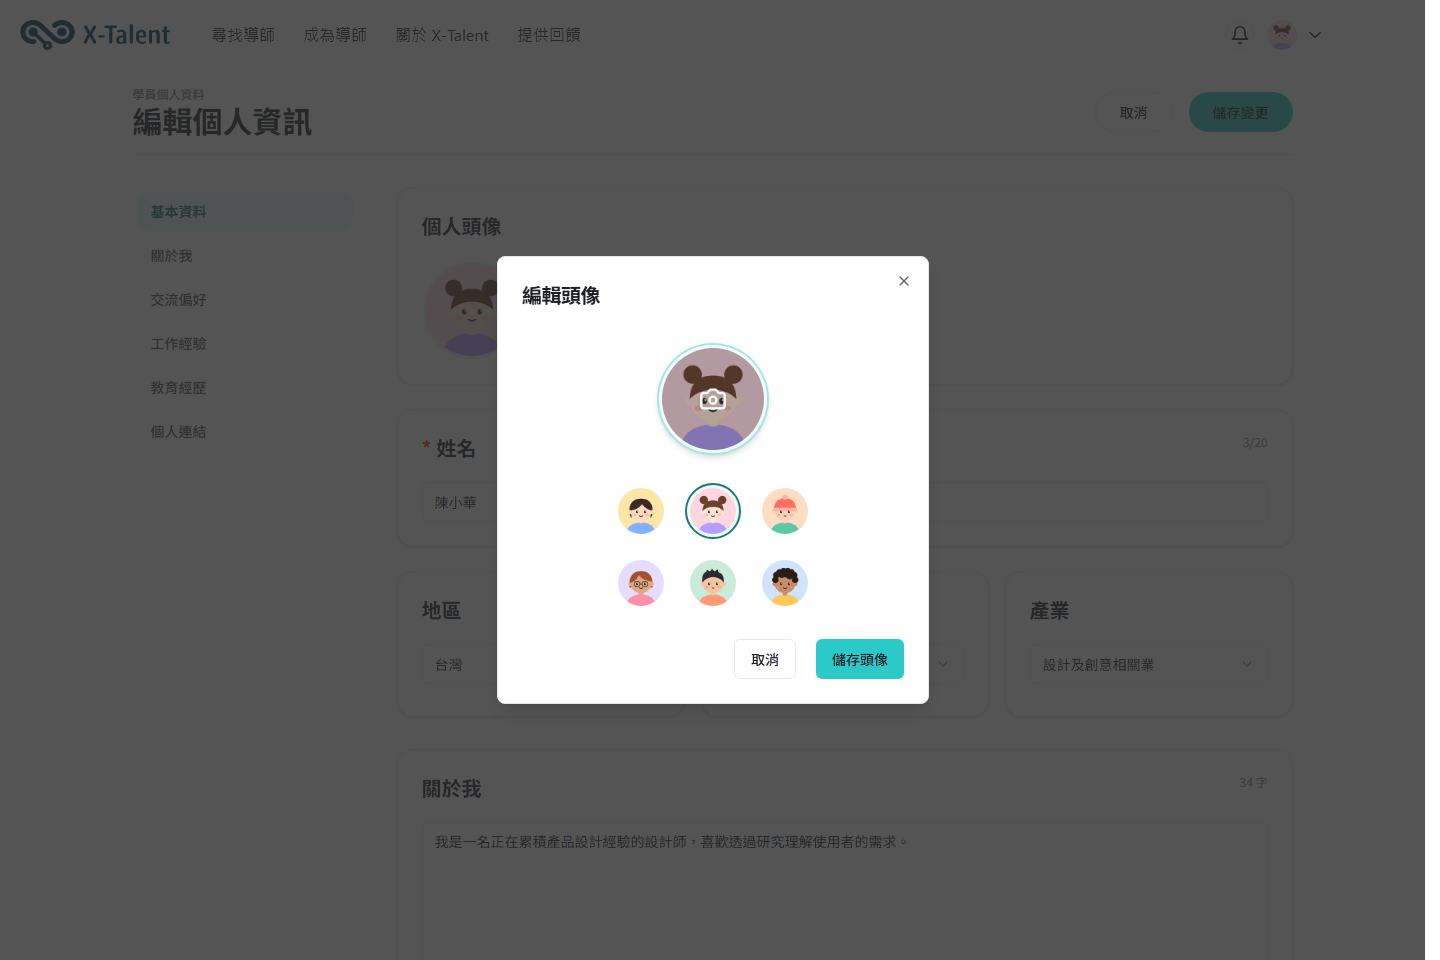 X-Talent
尋找導師
成為導師
關於 X-Talent
提供回饋
學員個人資料
編輯個人資訊
取消
儲存變更
基本資料
關於我
交流偏好
工作經驗
教育經歷
個人連結
個人頭像
編輯頭像
取消
儲存頭像
* 姓名
3/20
陳小華
地區
台灣
產業
設計及創意相關業
關於我
34 字
我是一名正在累積產品設計經驗的設計師，喜歡透過研究理解使用者的需求。